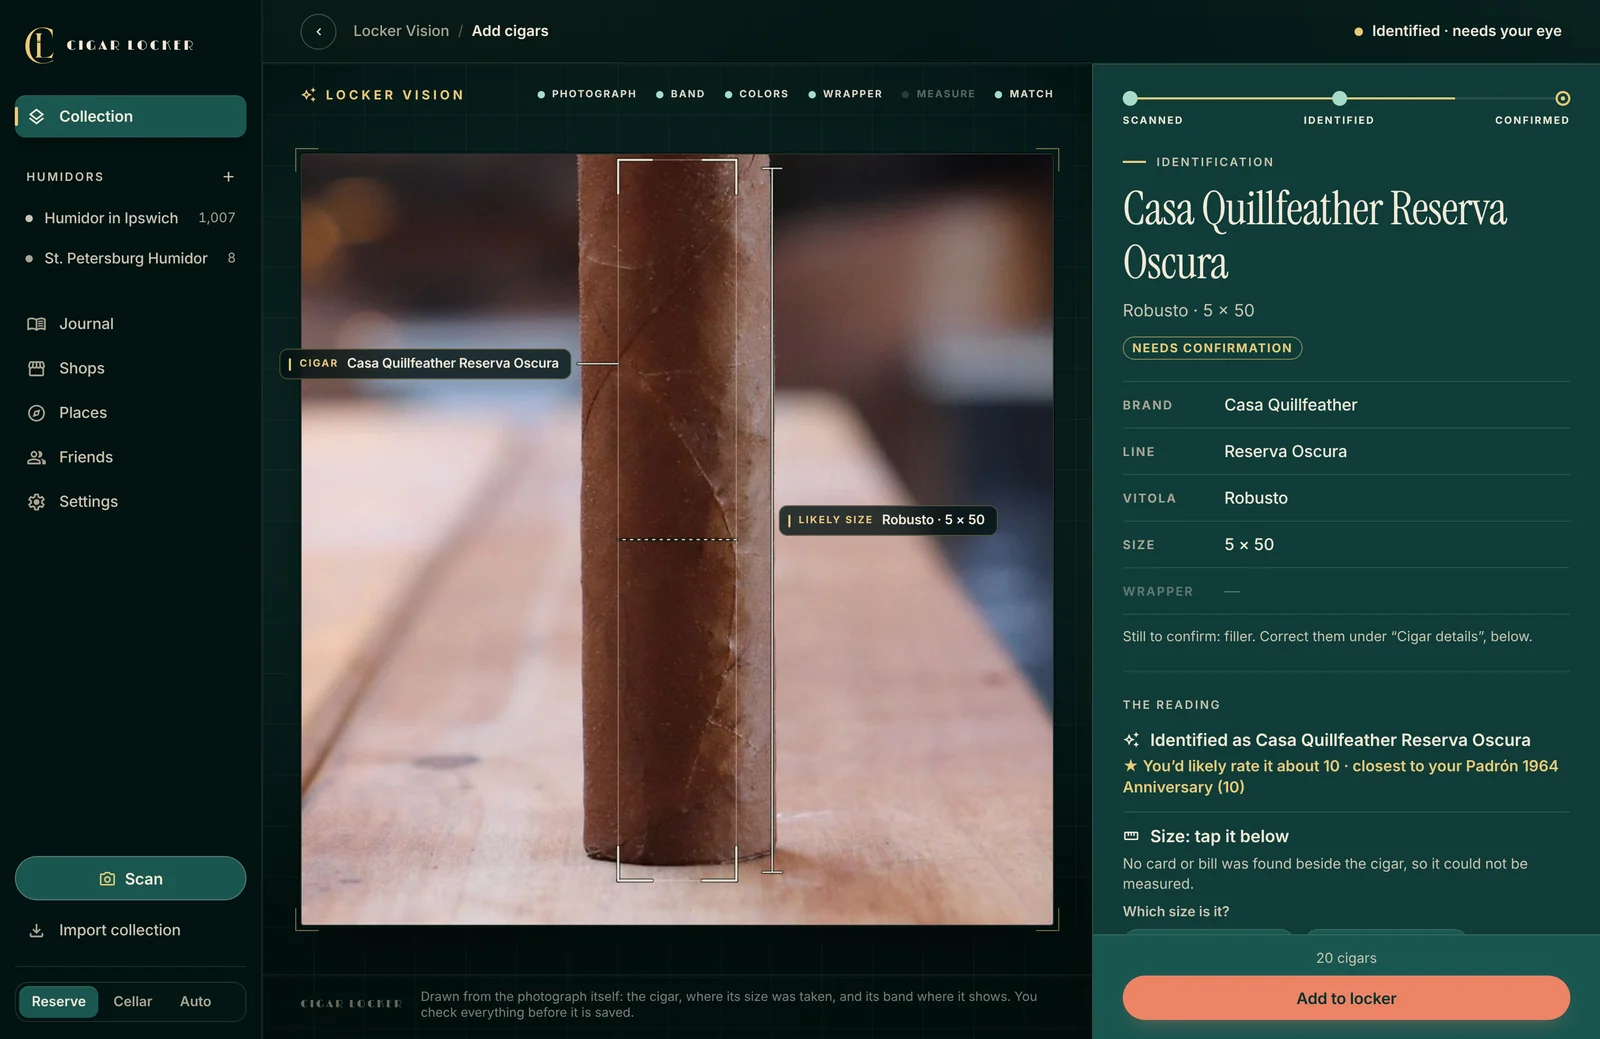 CIGAR LOCKER
Collection
HUMIDORS
Humidor in Ipswich 1,007
St. Petersburg Humidor 8
Journal
Shops
Places
Friends
Settings
Scan
Import collection
Reserve Cellar Auto
Locker Vision / Add cigars
Identified · needs your eye
LOCKER VISION
PHOTOGRAPH BAND COLORS WRAPPER MEASURE MATCH
CIGAR Casa Quillfeather Reserva Oscura
LIKELY SIZE Robusto · 5 × 50
CIGAR LOCKER
Drawn from the photograph itself: the cigar, where its size was taken, and its band where it shows. You
check everything before it is saved.
SCANNED IDENTIFIED CONFIRMED
IDENTIFICATION
Casa Quillfeather Reserva
Oscura
Robusto · 5 × 50
NEEDS CONFIRMATION
BRAND Casa Quillfeather
LINE Reserva Oscura
VITOLA Robusto
SIZE 5 × 50
WRAPPER —
Still to confirm: filler. Correct them under “Cigar details”, below.
THE READING
Identified as Casa Quillfeather Reserva Oscura
★ You’d likely rate it about 10 · closest to your Padrón 1964
Anniversary (10)
Size: tap it below
No card or bill was found beside the cigar, so it could not be
measured.
Which size is it?
20 cigars
Add to locker